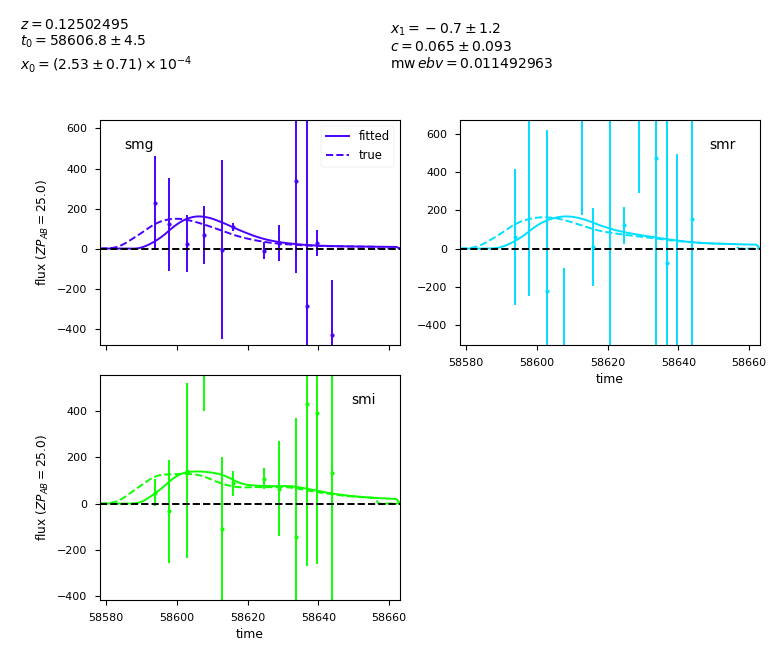 z = 0.12502495
t₀ = 58606.8 ± 4.5
x₀ = (2.53 ± 0.71) × 10⁻⁴
x₁ = −0.7 ± 1.2
c = 0.065 ± 0.093
mwebv = 0.011492963
smg
fitted
true
600
400
200
0
−200
−400
flux (ZP_AB = 25.0)
smr
600
400
200
0
−200
−400
58580 58600 58620 58640 58660
time
smi
400
200
0
−200
−400
flux (ZP_AB = 25.0)
58580 58600 58620 58640 58660
time